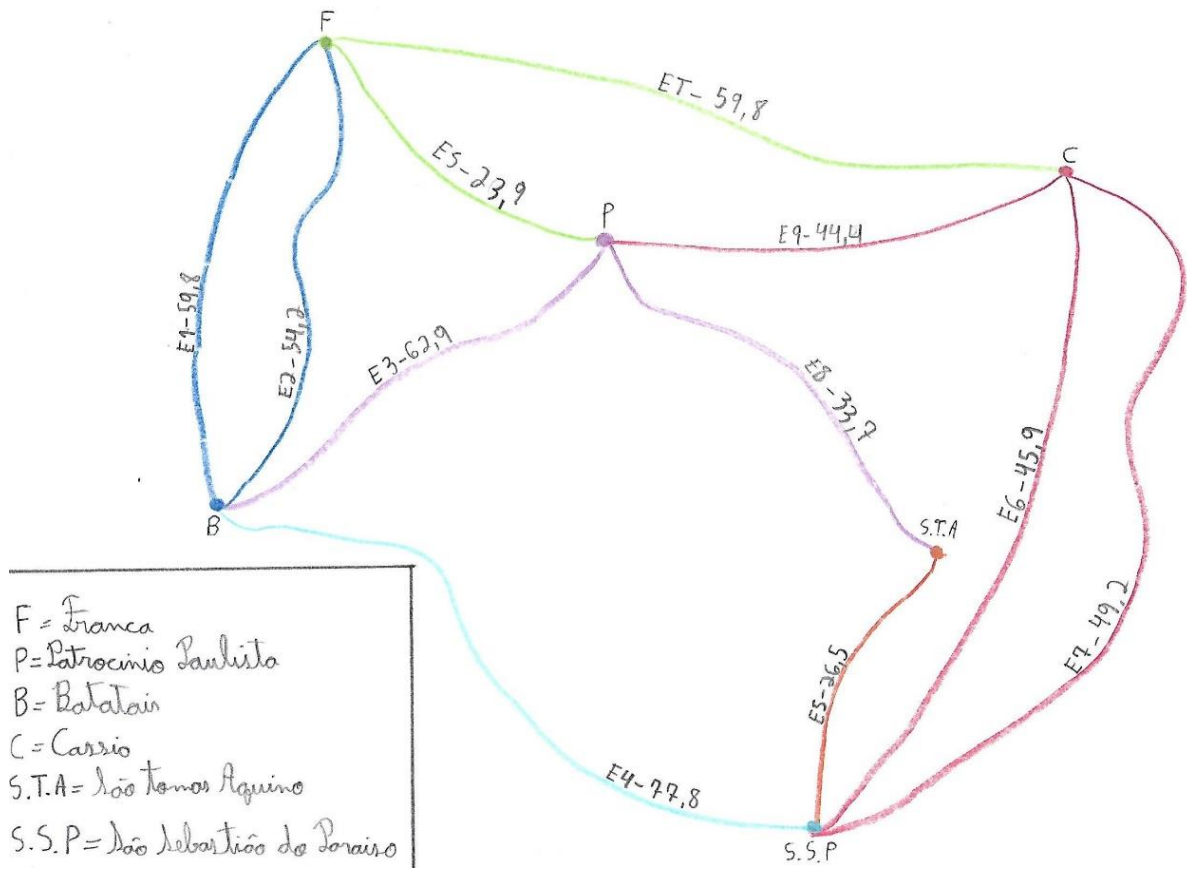 F
ET- 59,8
C
E5-23,9
P
E9-44,4
E1-59,8
E2-54,2
E3-62,9
E8-33,7
E6-45,9
S.T.A
B
E7-49,2
E5-26,5
E4-77,8
S.S.P
F = Franca
P= Patrocínio Paulista
B= Batatais
C = Cassio
S.T.A= São tomas Aquino
S.S.P= São Sebastião do Paraiso